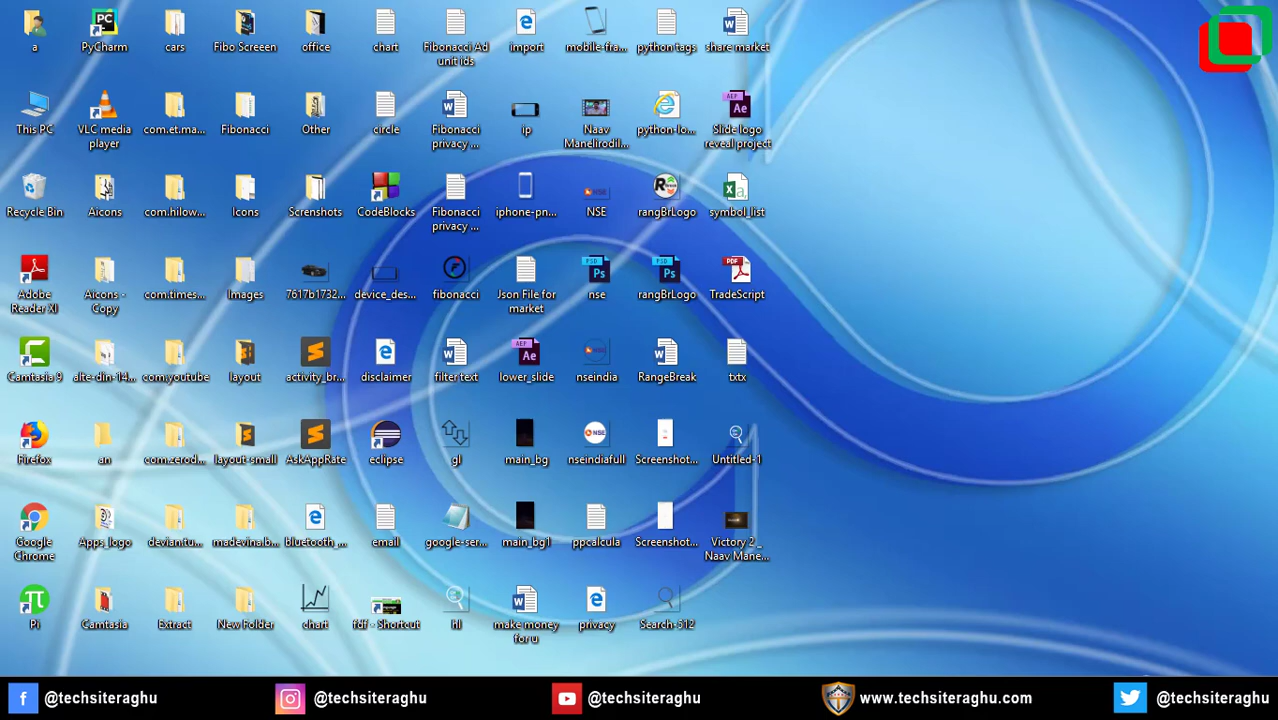 a
PyCharm
cars
Fibo Screeen
office
chart
Fibonacci Ad
unit ids
import
mobile-fra...
python tags
share market
This PC
VLC media
player
com.et.ma...
Fibonacci
Other
circle
Fibonacci
privacy ...
ip
Naav
Manelirodil...
python-lo...
Slide logo
reveal project
Recycle Bin
Aicons
com.hilow...
Icons
Scrnshots
CodeBlocks
Fibonacci
privacy ...
iphone-pn...
NSE
rangBrLogo
symbol_list
Adobe
Reader XI
Aicons -
Copy
com.times...
Images
7617b1732...
device_des...
fibonacci
Json File for
market
nse
rangBrLogo
TradeScript
Camtasia 9
alte-din-14...
com.youtube
layout
activity_br...
disclaimer
filter text
lower_slide
nseindia
RangeBreak
txtx
Firefox
an
com.zerod...
layout-small
AskAppRate
eclipse
gl
main_bg
nseindiafull
Screenshot...
Untitled-1
Google
Chrome
Apps_logo
deviantu...
madevinalb...
bluetooth_...
email
google-ser...
main_bg1
ppcalcula
Screenshot...
Victory 2 _
Naav Mane...
Pi
Camtasia
Extract
New Folder
chart
fdf - Shortcut
hl
make money
for u
privacy
Search-512
@techsiteraghu
@techsiteraghu
@techsiteraghu
www.techsiteraghu.com
@techsiteraghu